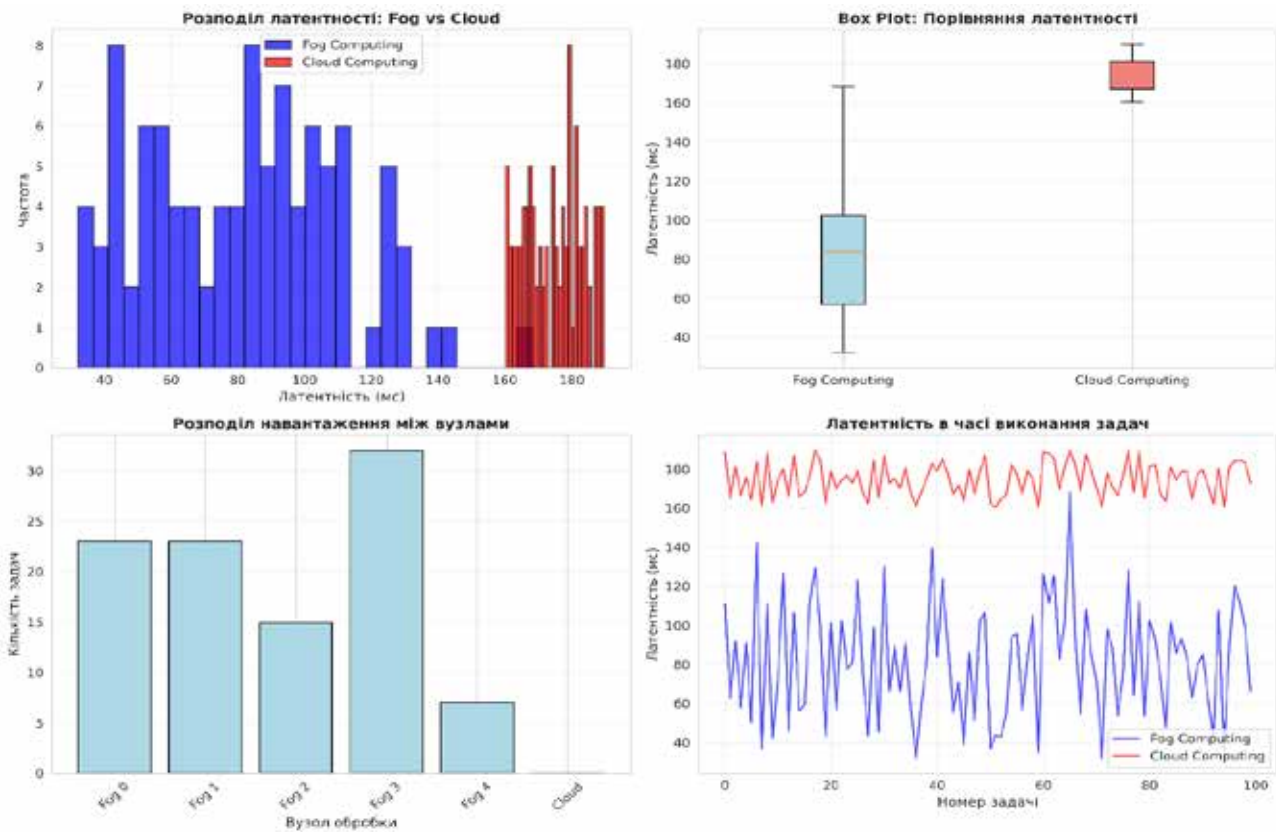 Розподіл латентності: Fog vs Cloud
Fog Computing
Cloud Computing
Частота
8
7
6
5
4
3
2
1
0
40 60 80 100 120 140 160 180
Латентність (мс)
Box Plot: Порівняння латентності
Латентність (мс)
180
160
140
120
100
80
60
40
Fog Computing Cloud Computing
Розподіл навантаження між вузлами
Кількість задач
30
25
20
15
10
5
0
Fog 0 Fog 1 Fog 2 Fog 3 Fog 4 Cloud
Вузол обробки
Латентність в часі виконання задач
Латентність (мс)
180
160
140
120
100
80
60
40
Fog Computing
Cloud Computing
0 20 40 60 80 100
Номер задачі